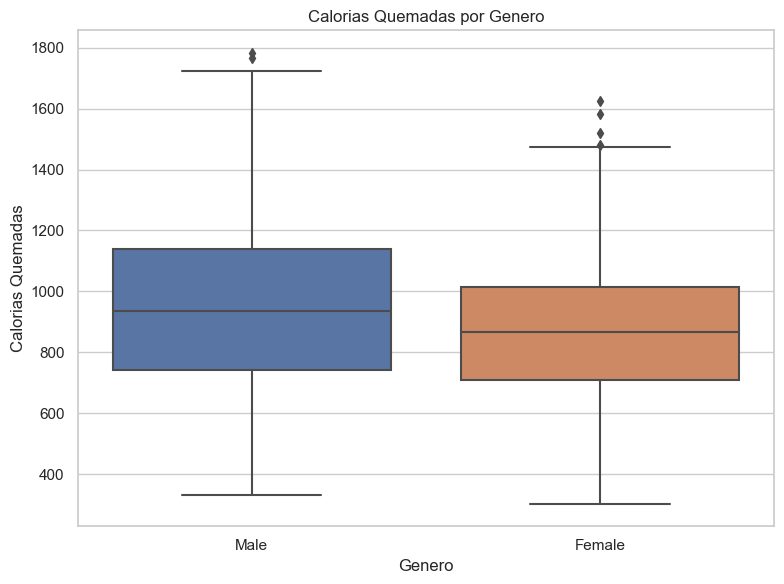 Calorias Quemadas por Genero
Calorias Quemadas
1800
1600
1400
1200
1000
800
600
400
Male
Female
Genero